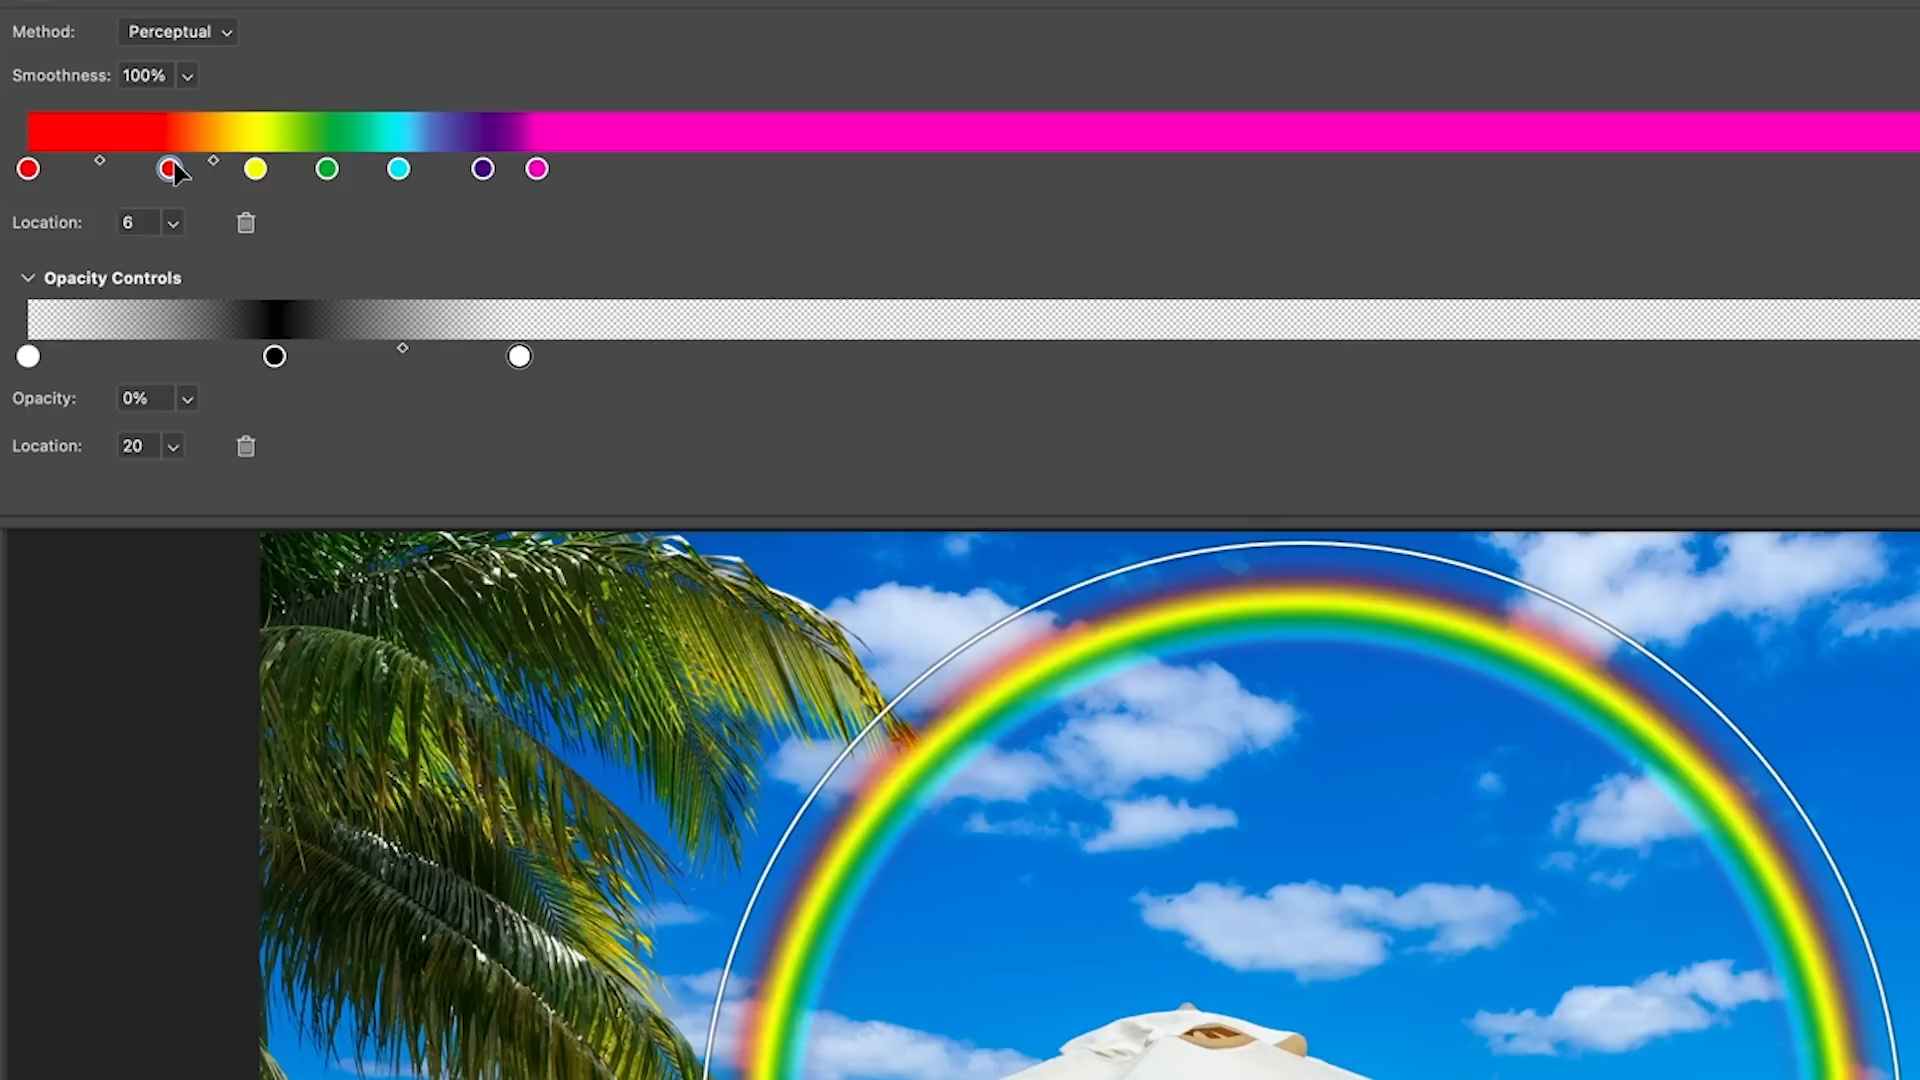 Method: Perceptual
Smoothness: 100%
Location: 6
Opacity Controls
Opacity: 0%
Location: 20